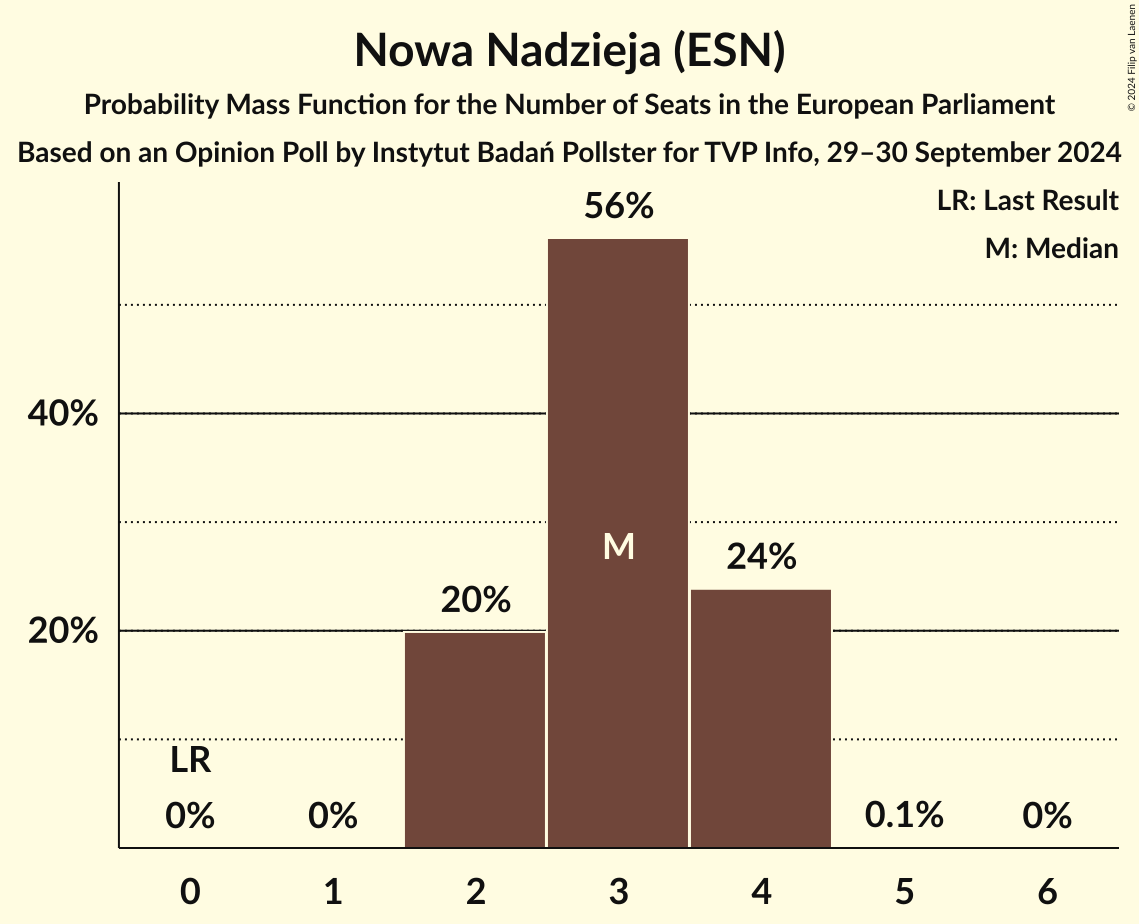 Nowa Nadzieja (ESN)
Probability Mass Function for the Number of Seats in the European Parliament
Based on an Opinion Poll by Instytut Badań Pollster for TVP Info, 29–30 September 2024
© 2024 Filip van Laenen
LR: Last Result
M: Median
56%
40%
M
24%
20%
20%
LR
0%
0%
0.1%
0%
0 1 2 3 4 5 6